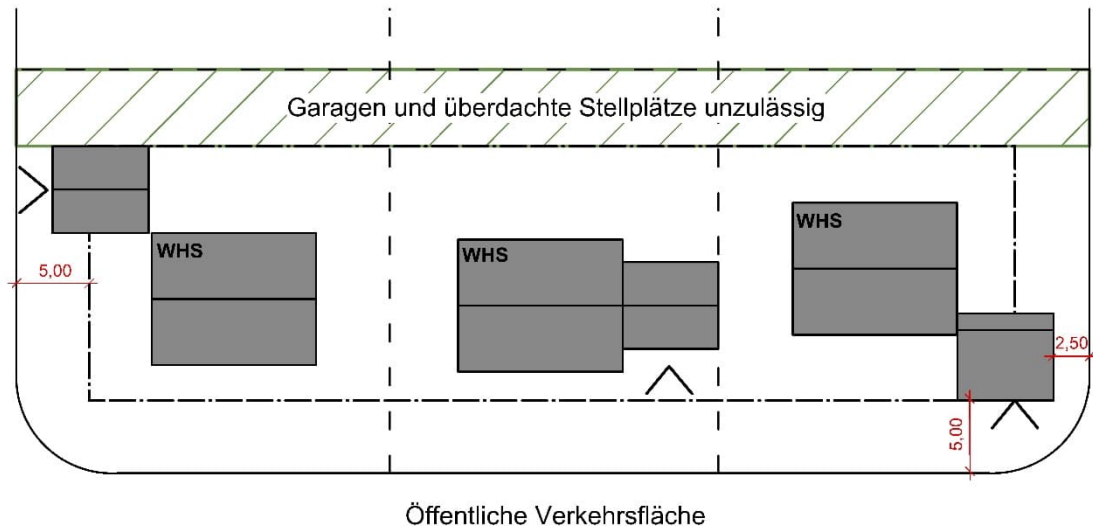 Garagen und überdachte Stellplätze unzulässig
WHS
WHS
WHS
5,00
2,50
5,00
Öffentliche Verkehrsfläche